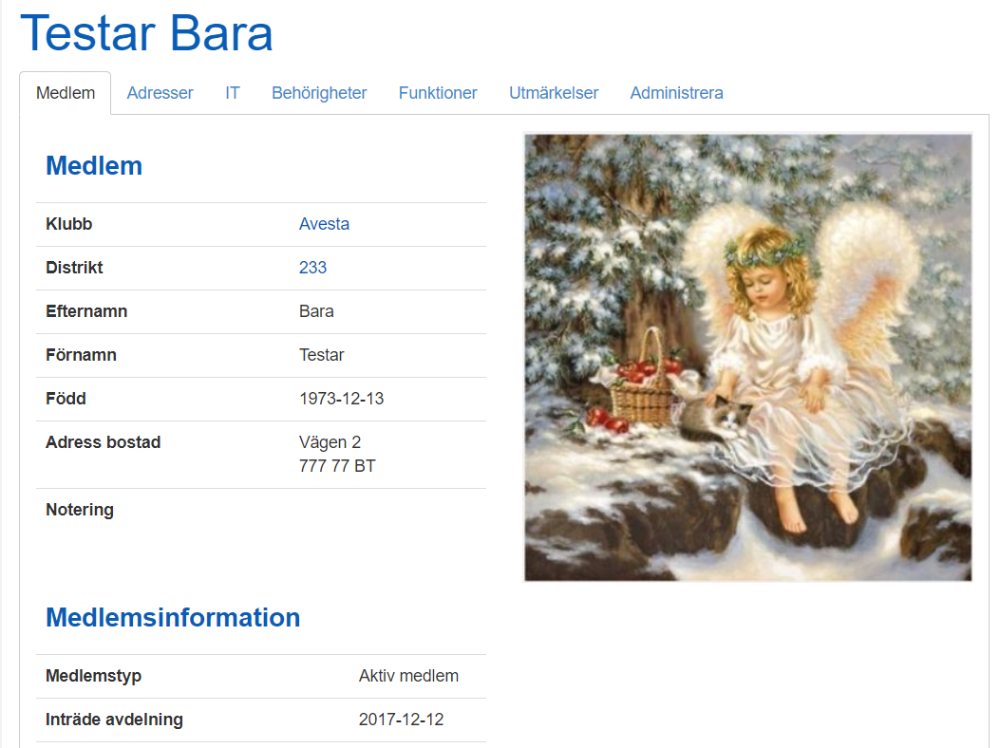 Testar Bara
Medlem Adresser IT Behörigheter Funktioner Utmärkelser Administrera
Medlem
Klubb Avesta
Distrikt 233
Efternamn Bara
Förnamn Testar
Född 1973-12-13
Adress bostad Vägen 2
777 77 BT
Notering
Medlemsinformation
Medlemstyp Aktiv medlem
Inträde avdelning 2017-12-12